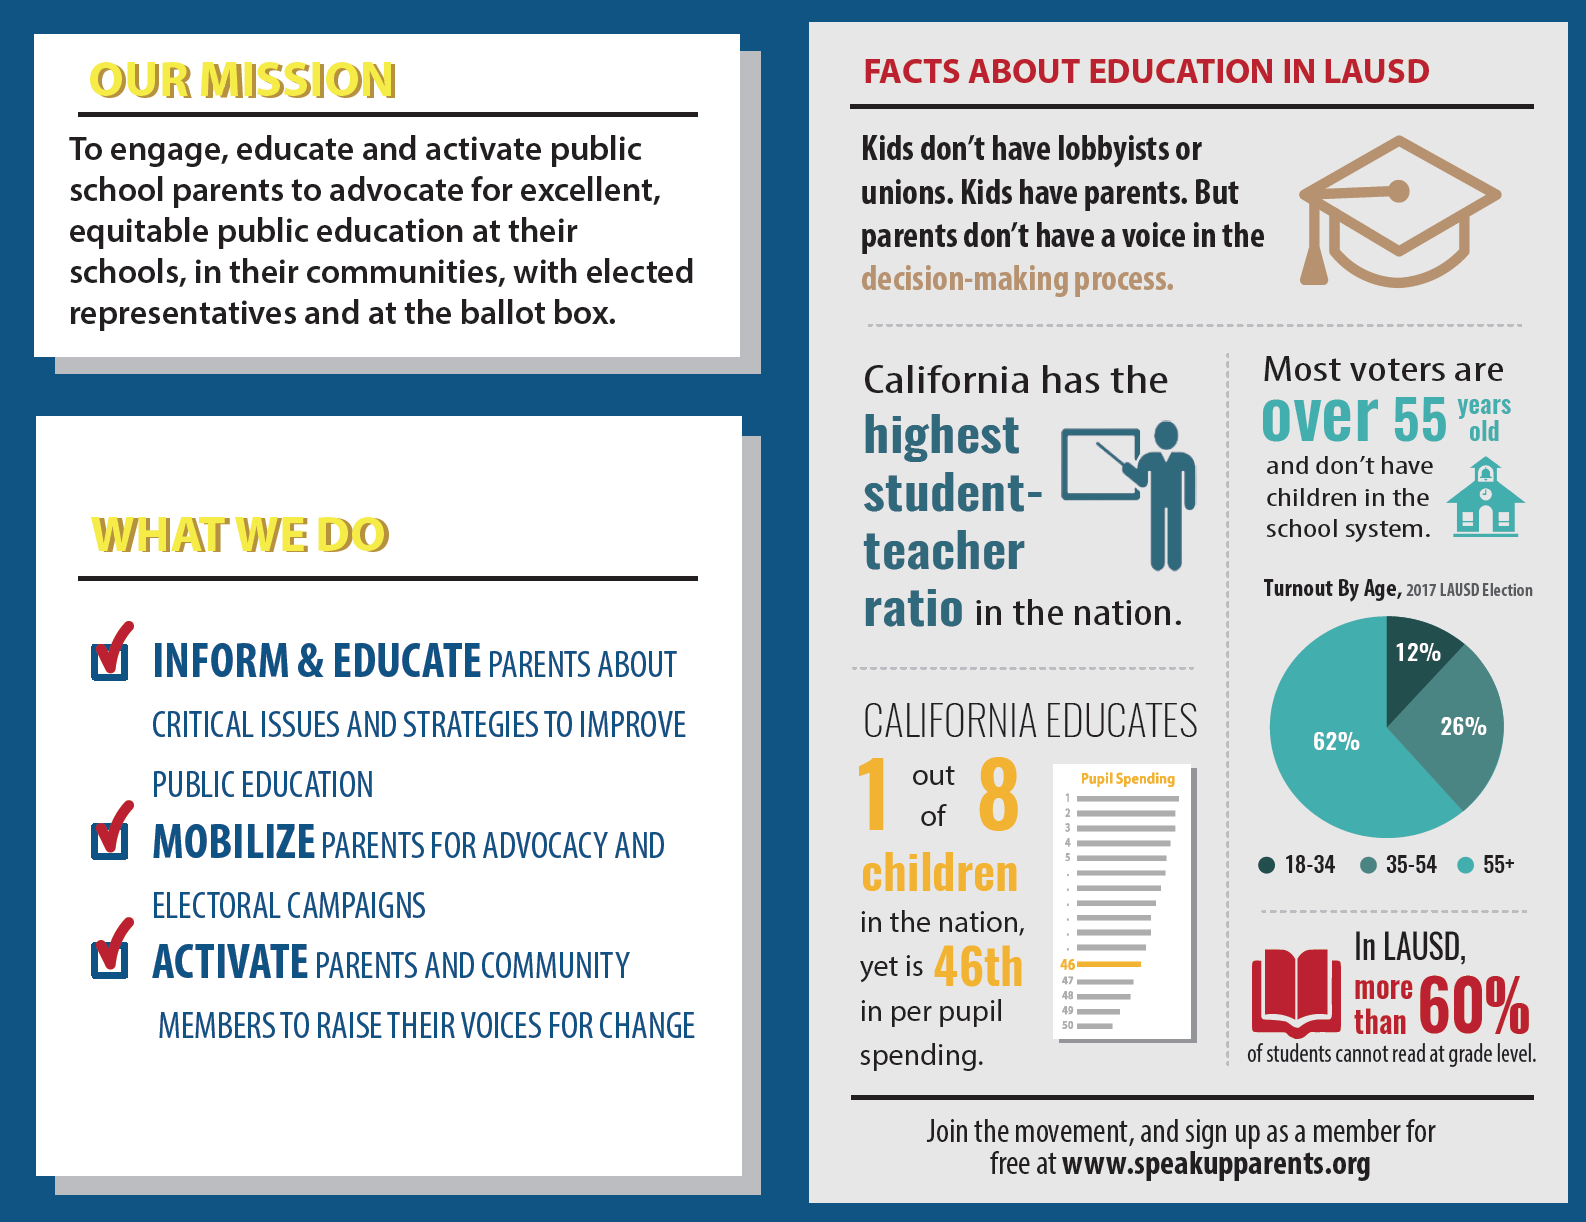 OUR MISSION
To engage, educate and activate public
school parents to advocate for excellent,
equitable public education at their
schools, in their communities, with elected
representatives and at the ballot box.
WHAT WE DO
INFORM & EDUCATE PARENTS ABOUT
CRITICAL ISSUES AND STRATEGIES TO IMPROVE
PUBLIC EDUCATION
MOBILIZE PARENTS FOR ADVOCACY AND
ELECTORAL CAMPAIGNS
ACTIVATE PARENTS AND COMMUNITY
MEMBERS TO RAISE THEIR VOICES FOR CHANGE
FACTS ABOUT EDUCATION IN LAUSD
Kids don't have lobbyists or
unions. Kids have parents. But
parents don't have a voice in the
decision-making process.
California has the
highest
student-
teacher
ratio in the nation.
CALIFORNIA EDUCATES
1 out of 8
children
in the nation,
yet is 46th
in per pupil
spending.
Pupil Spending
1
2
3
4
5
.
.
.
.
.
.
46
47
48
49
50
Most voters are
over 55 years old
and don't have
children in the
school system.
Turnout By Age, 2017 LAUSD Election
12%
26%
62%
18-34 35-54 55+
In LAUSD,
more than 60%
of students cannot read at grade level.
Join the movement, and sign up as a member for
free at www.speakupparents.org